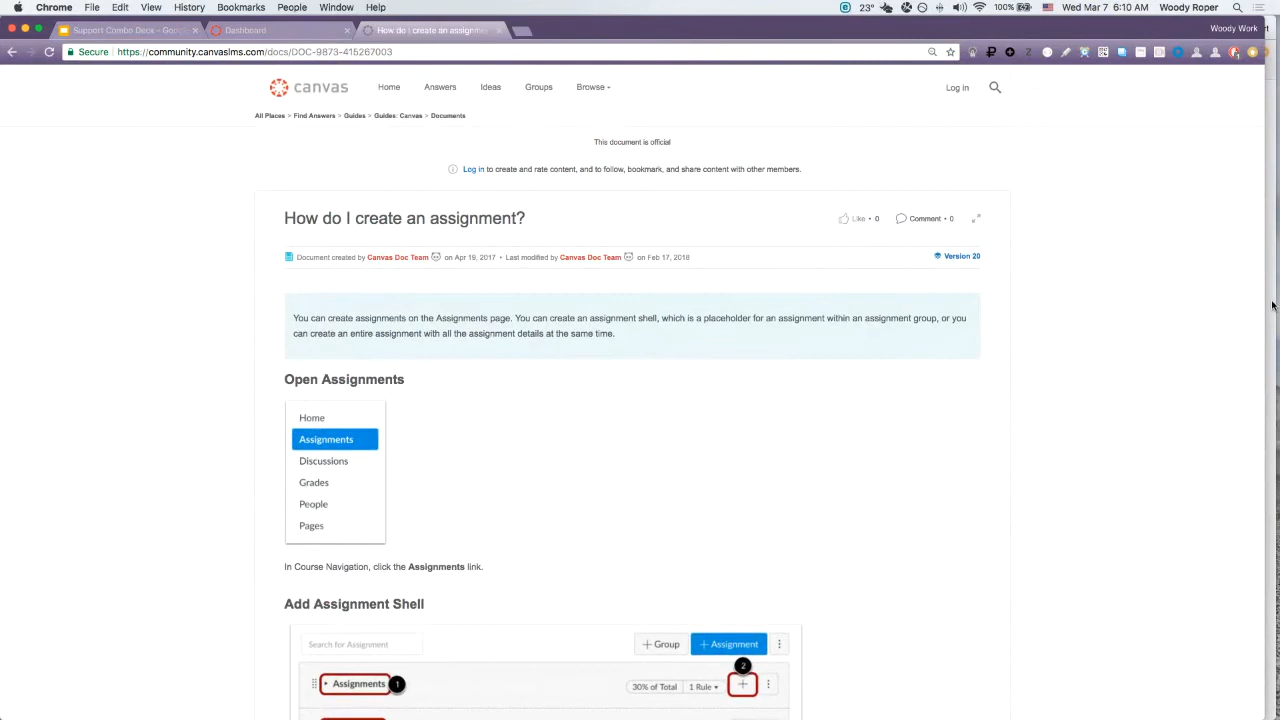 Chrome File Edit View History Bookmarks People Window Help
23° 100% Wed Mar 7 6:10 AM Woody Roper
Support Combo Deck - Goog
Dashboard
How do I create an assignme
Woody Work
Secure https://community.canvaslms.com/docs/DOC-9873-415267003
canvas Home Answers Ideas Groups Browse Log in
All Places > Find Answers > Guides > Guides: Canvas > Documents
This document is official
Log in to create and rate content, and to follow, bookmark, and share content with other members.
How do I create an assignment?
Like • 0 Comment • 0
Document created by Canvas Doc Team on Apr 19, 2017 • Last modified by Canvas Doc Team on Feb 17, 2018
Version 20
You can create assignments on the Assignments page. You can create an assignment shell, which is a placeholder for an assignment within an assignment group, or you
can create an entire assignment with all the assignment details at the same time.
Open Assignments
Home
Assignments
Discussions
Grades
People
Pages
In Course Navigation, click the Assignments link.
Add Assignment Shell
Search for Assignment + Group + Assignment
2
Assignments 1 30% of Total 1 Rule +